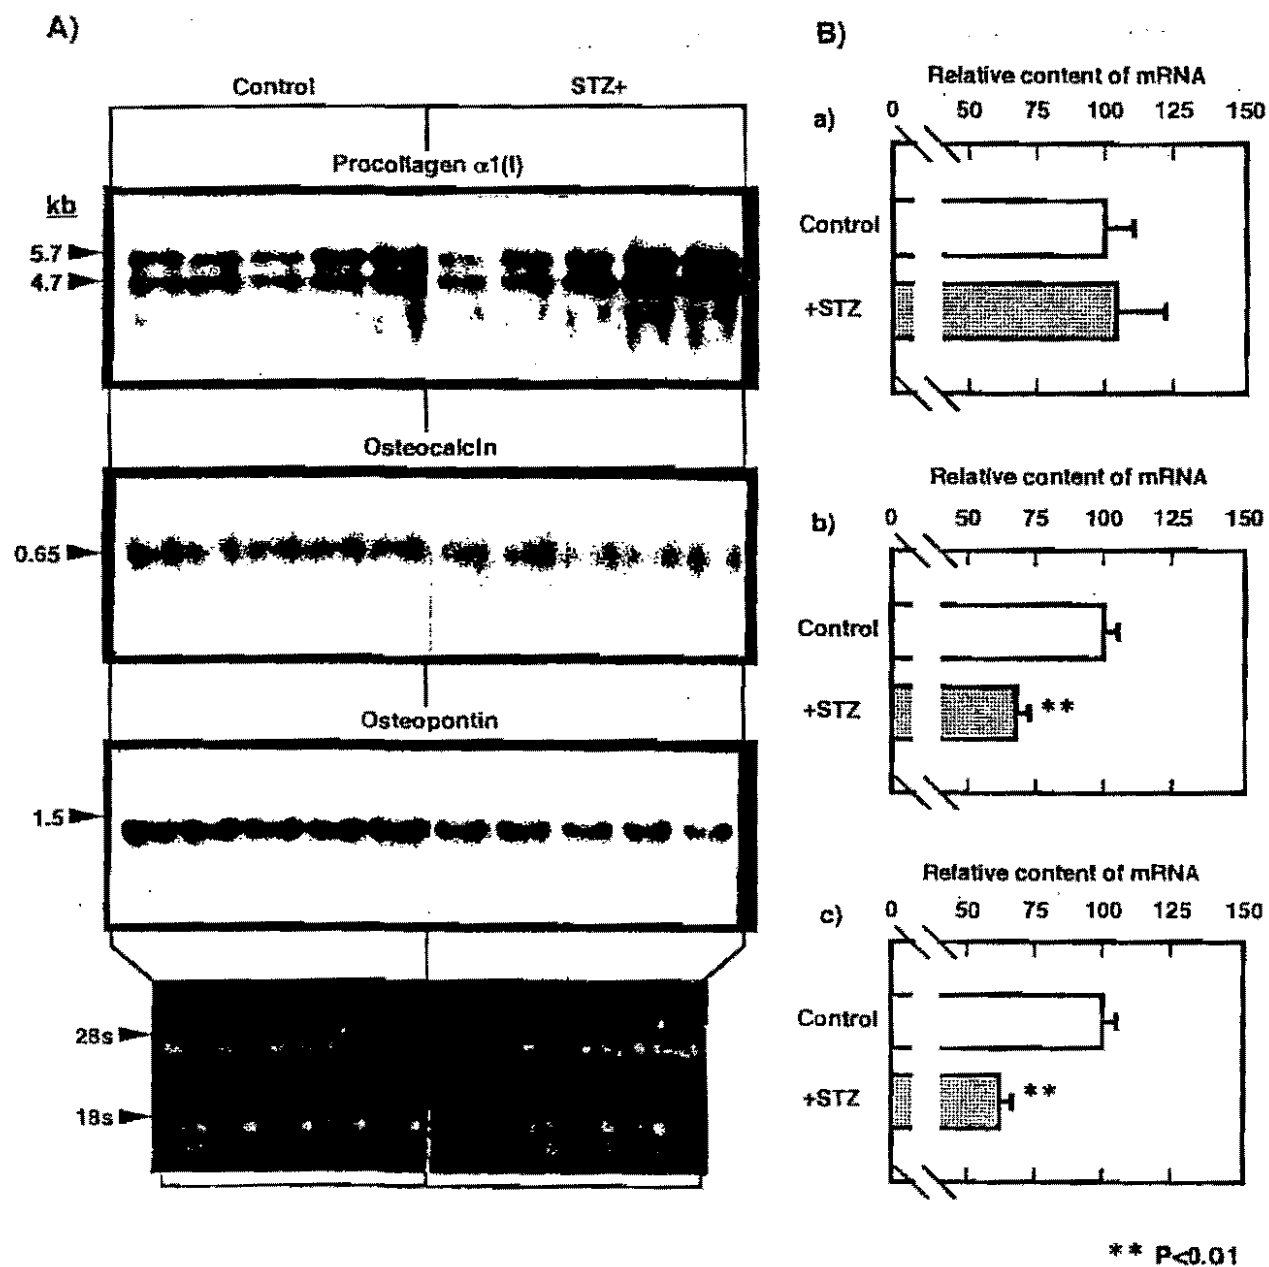 A)
Control STZ+
Procollagen α1(I)
kb
5.7
4.7
Osteocalcin
0.65
Osteopontin
1.5
28s
18s
B)
Relative content of mRNA
a) 0 50 75 100 125 150
Control
+STZ
Relative content of mRNA
b) 0 50 75 100 125 150
Control
+STZ **
Relative content of mRNA
c) 0 50 75 100 125 150
Control
+STZ **
** P<0.01